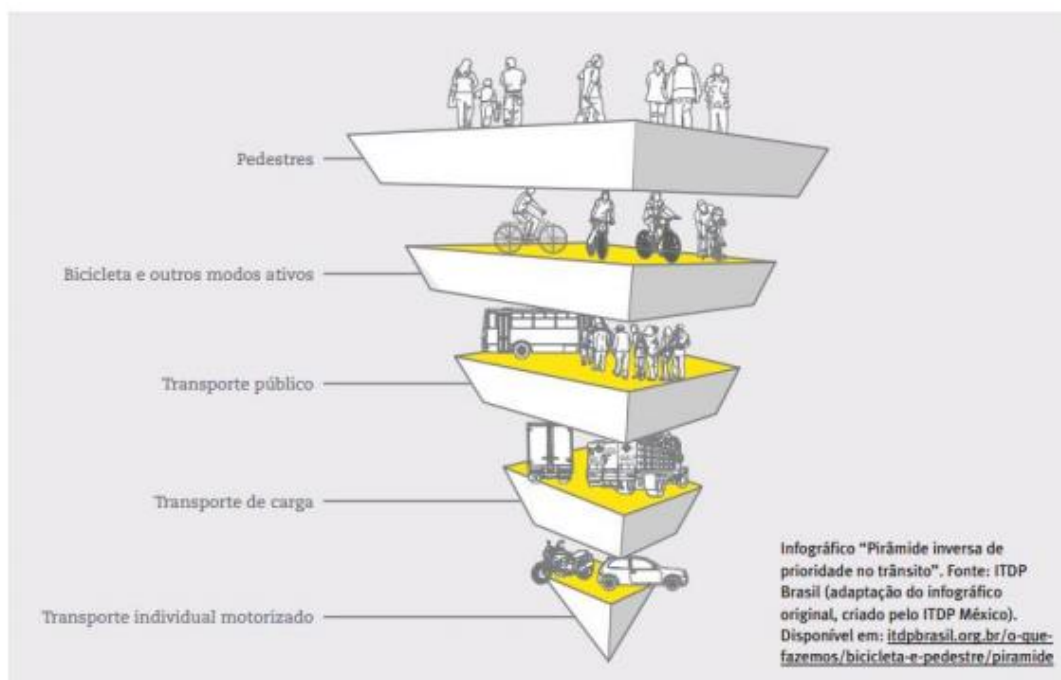 Pedestres
Bicicleta e outros modos ativos
Transporte público
Transporte de carga
Transporte individual motorizado
Infográfico “Pirâmide inversa de
prioridade no trânsito”. Fonte: ITDP
Brasil (adaptação do infográfico
original, criado pelo ITDP México).
Disponível em: itdpbrasil.org.br/o-que-
fazemos/bicicleta-e-pedestre/piramide